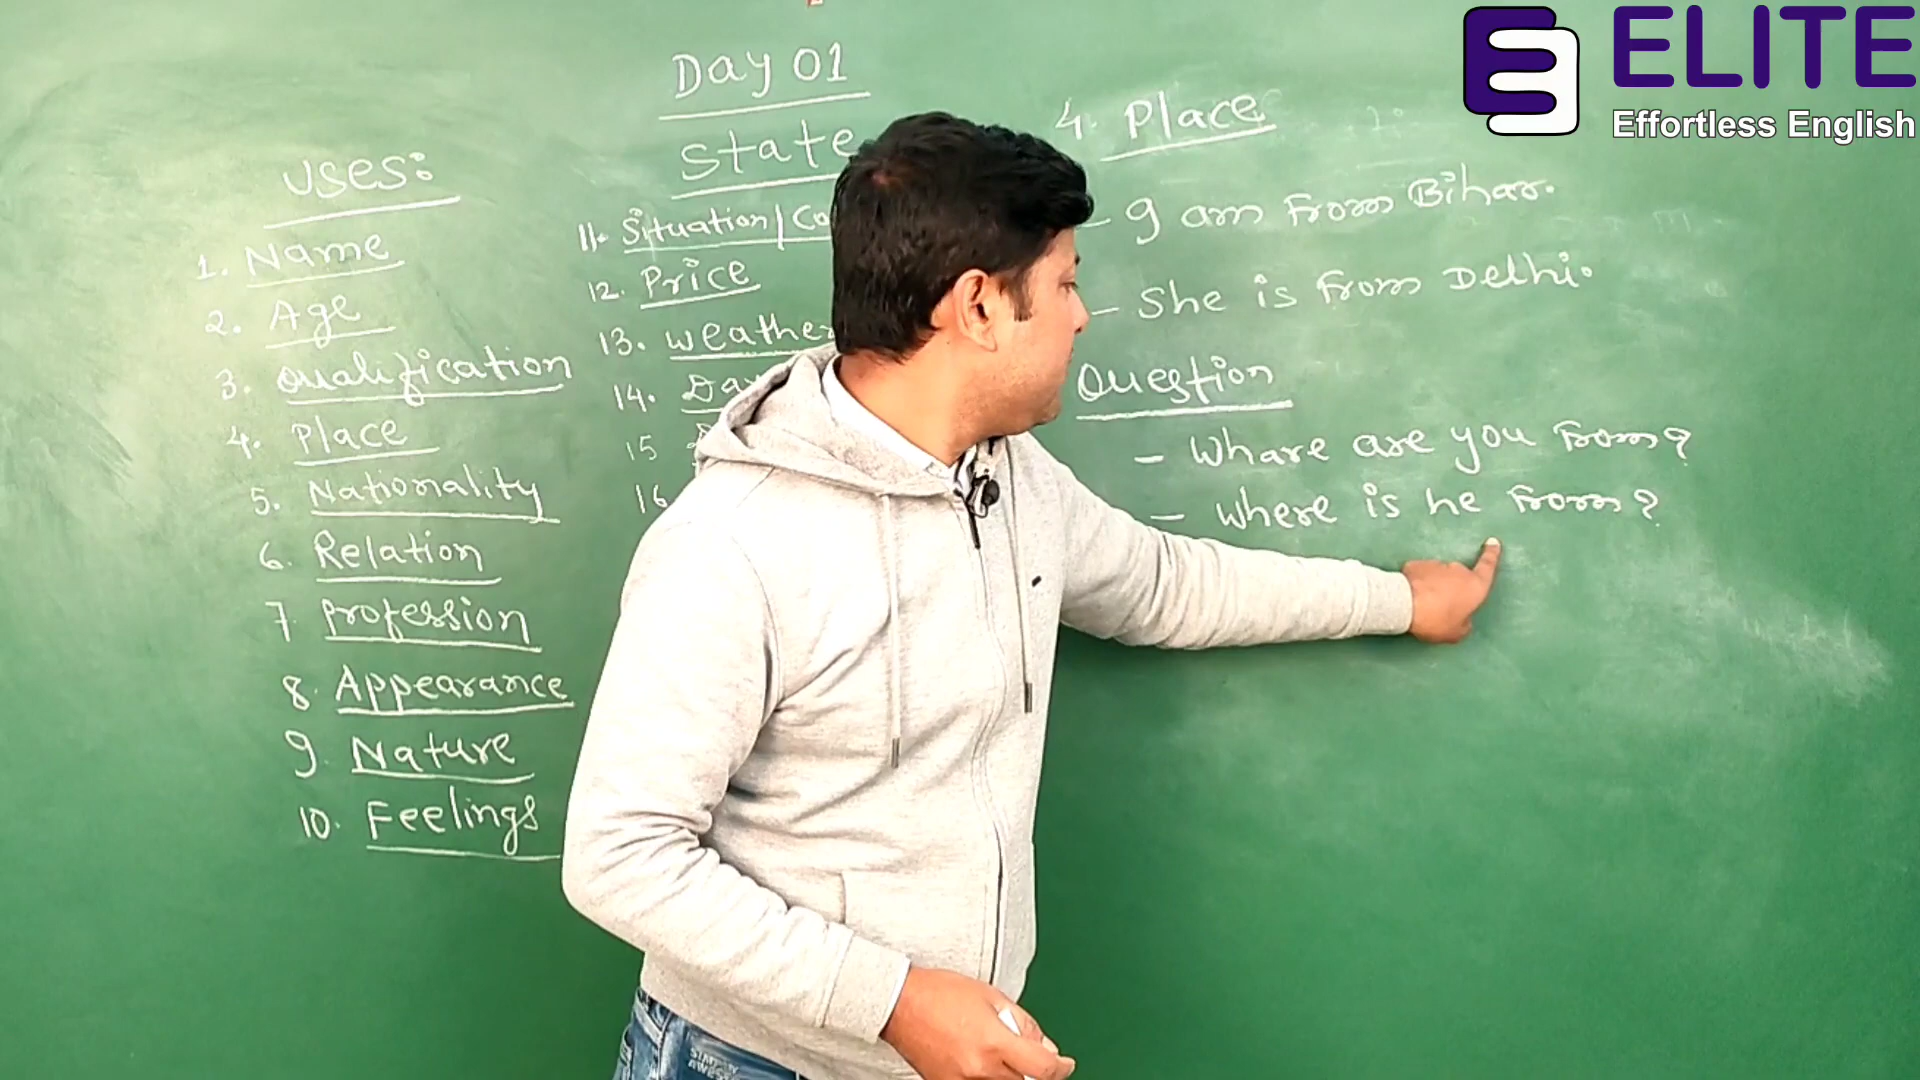 Day 01
State
Uses:
1. Name
2. Age
3. Qualification
4. Place
5. Nationality
6. Relation
7 Profession
8. Appearance
9. Nature
10. Feelings
11. Situation/Co
12. Price
13. Weather
14. Day
15
16
4. Place
- I am from Bihar.
- She is from Delhi.
Question
- Whare are you from?
- Where is he from?
ELITE
Effortless English